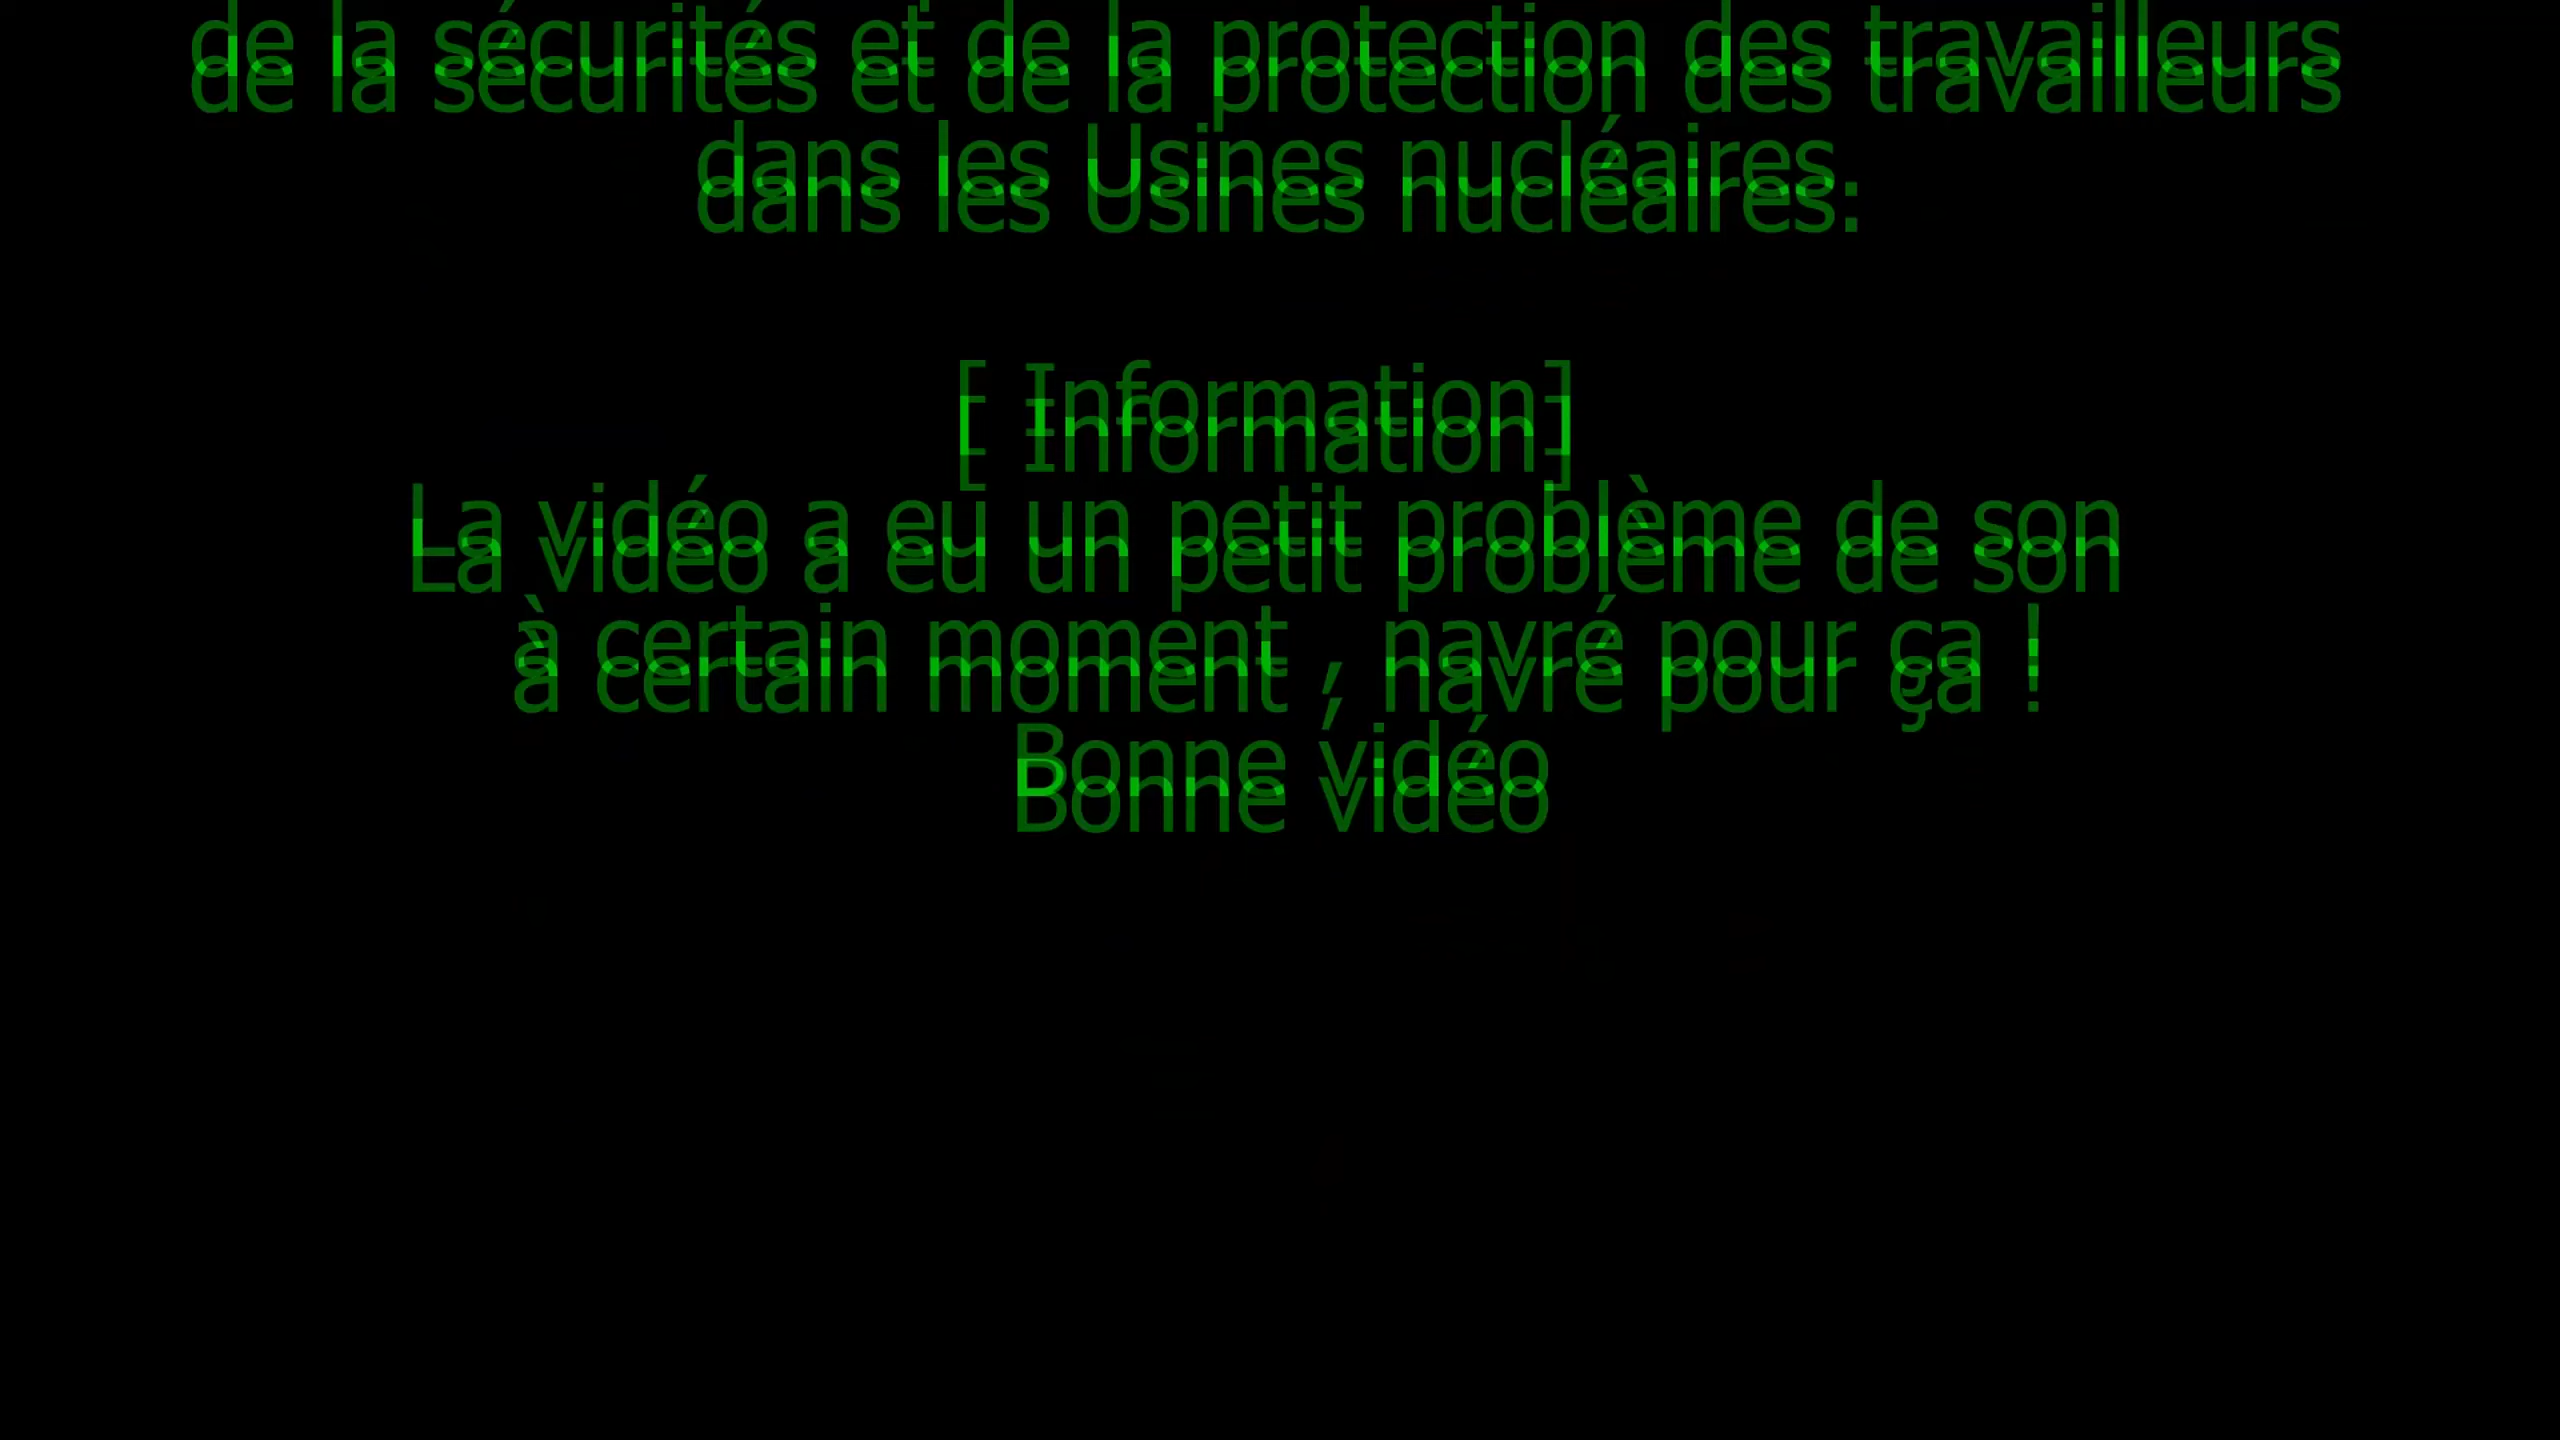 de la sécurités et de la protection des travailleurs
dans les Usines nucléaires:
[ Information]
La vidéo a eu un petit problème de son
à certain moment , navré pour ça !
Bonne vidéo